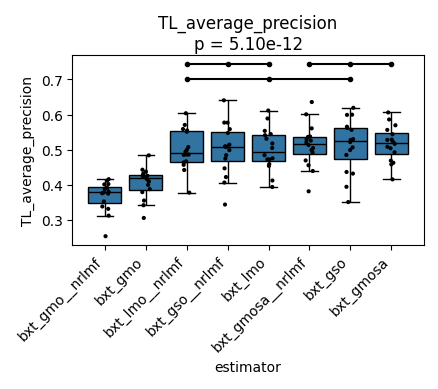 TL_average_precision
p = 5.10e-12
TL_average_precision
0.7
0.6
0.5
0.4
0.3
bxt_gmo__nrlmf
bxt_gmo
bxt_lmo__nrlmf
bxt_gso__nrlmf
bxt_lmo
bxt_gmosa__nrlmf
bxt_gso
bxt_gmosa
estimator